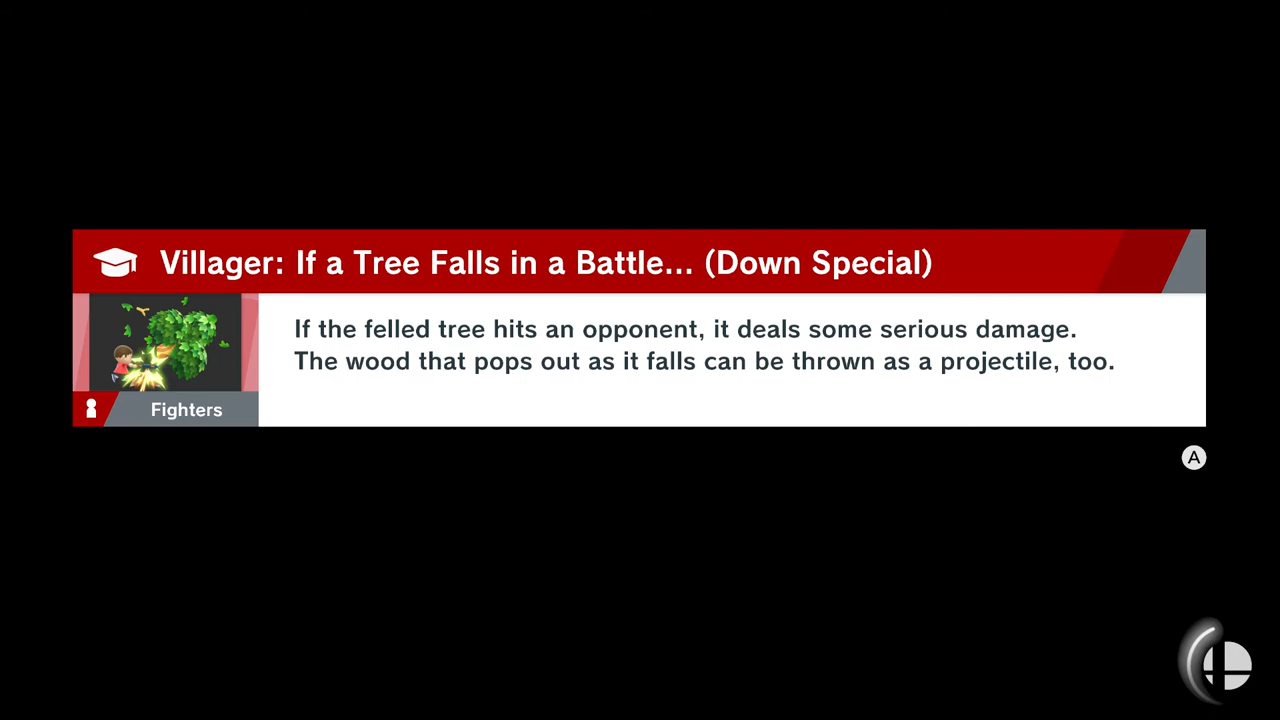 Villager: If a Tree Falls in a Battle... (Down Special)
If the felled tree hits an opponent, it deals some serious damage.
The wood that pops out as it falls can be thrown as a projectile, too.
Fighters
A